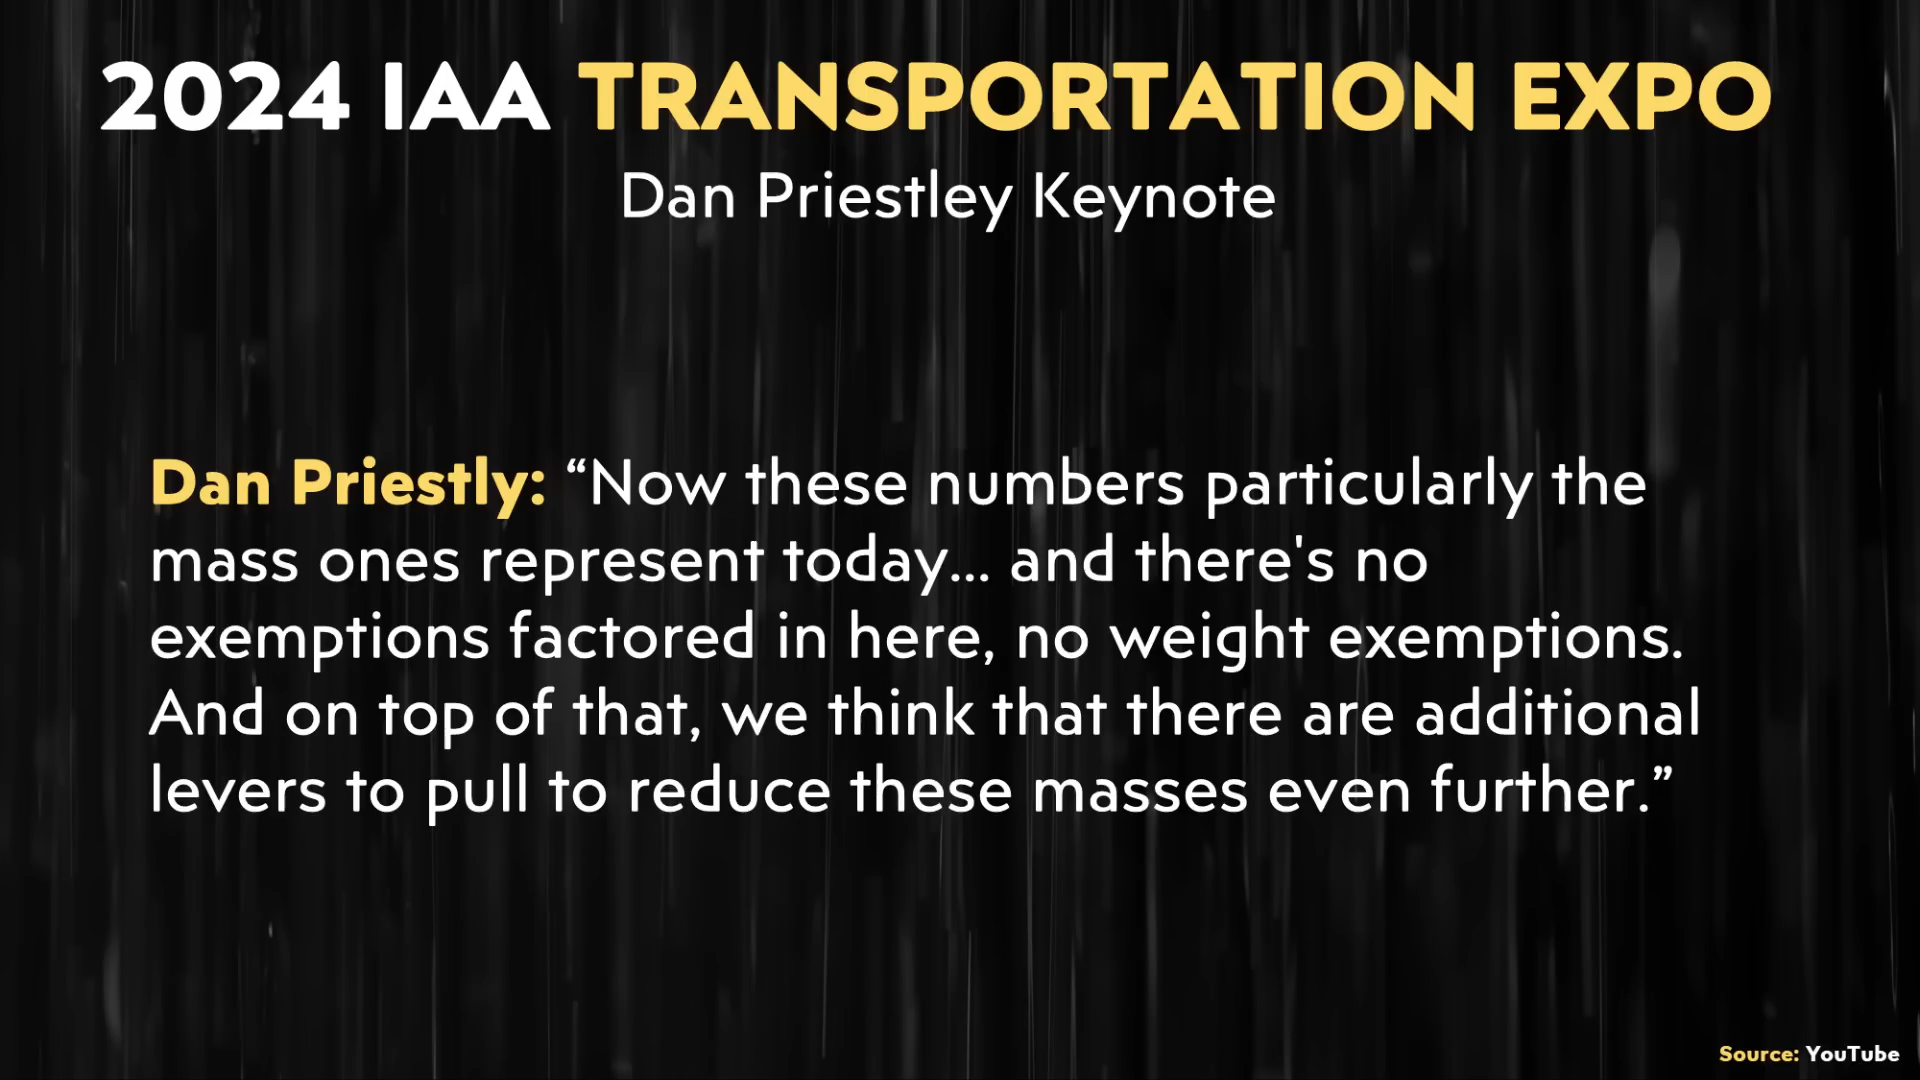 2024 IAA TRANSPORTATION EXPO
Dan Priestley Keynote
Dan Priestly: “Now these numbers particularly the
mass ones represent today... and there's no
exemptions factored in here, no weight exemptions.
And on top of that, we think that there are additional
levers to pull to reduce these masses even further.”
Source: YouTube